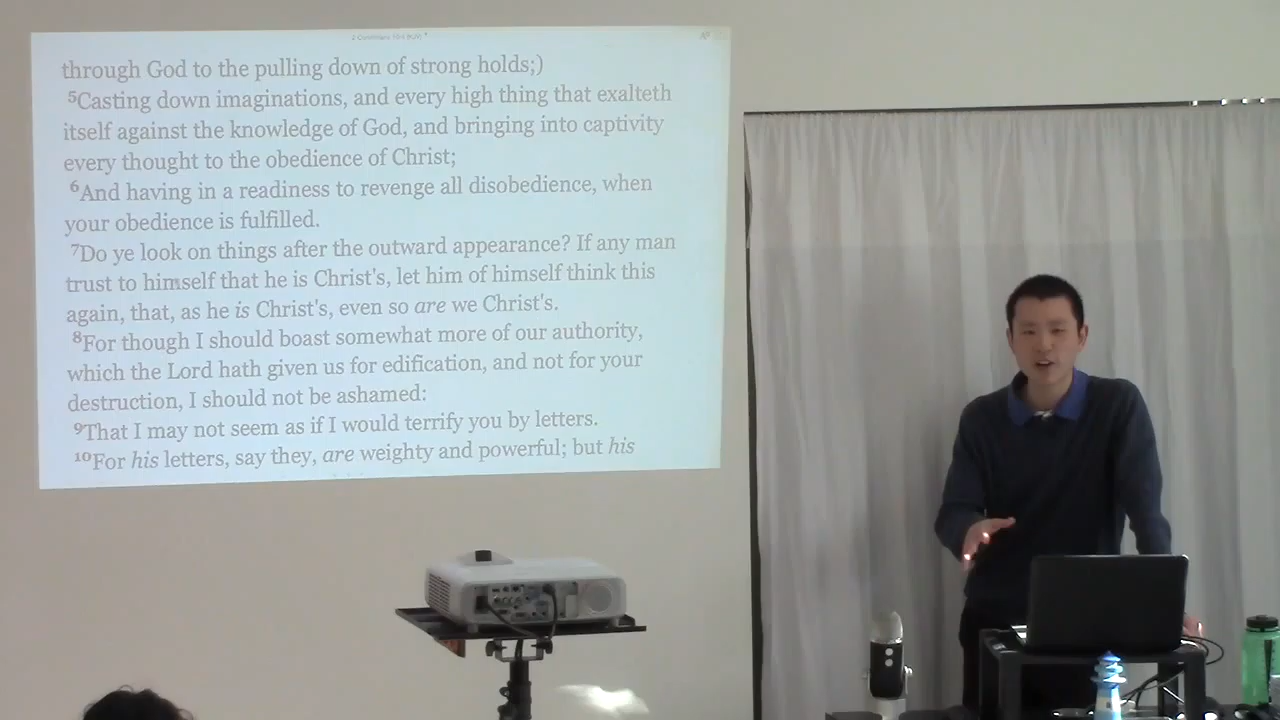 2 Corinthians 10:4 (KJV)
through God to the pulling down of strong holds;)
5Casting down imaginations, and every high thing that exalteth
itself against the knowledge of God, and bringing into captivity
every thought to the obedience of Christ;
6And having in a readiness to revenge all disobedience, when
your obedience is fulfilled.
7Do ye look on things after the outward appearance? If any man
trust to himself that he is Christ's, let him of himself think this
again, that, as he is Christ's, even so are we Christ's.
8For though I should boast somewhat more of our authority,
which the Lord hath given us for edification, and not for your
destruction, I should not be ashamed:
9That I may not seem as if I would terrify you by letters.
10For his letters, say they, are weighty and powerful; but his